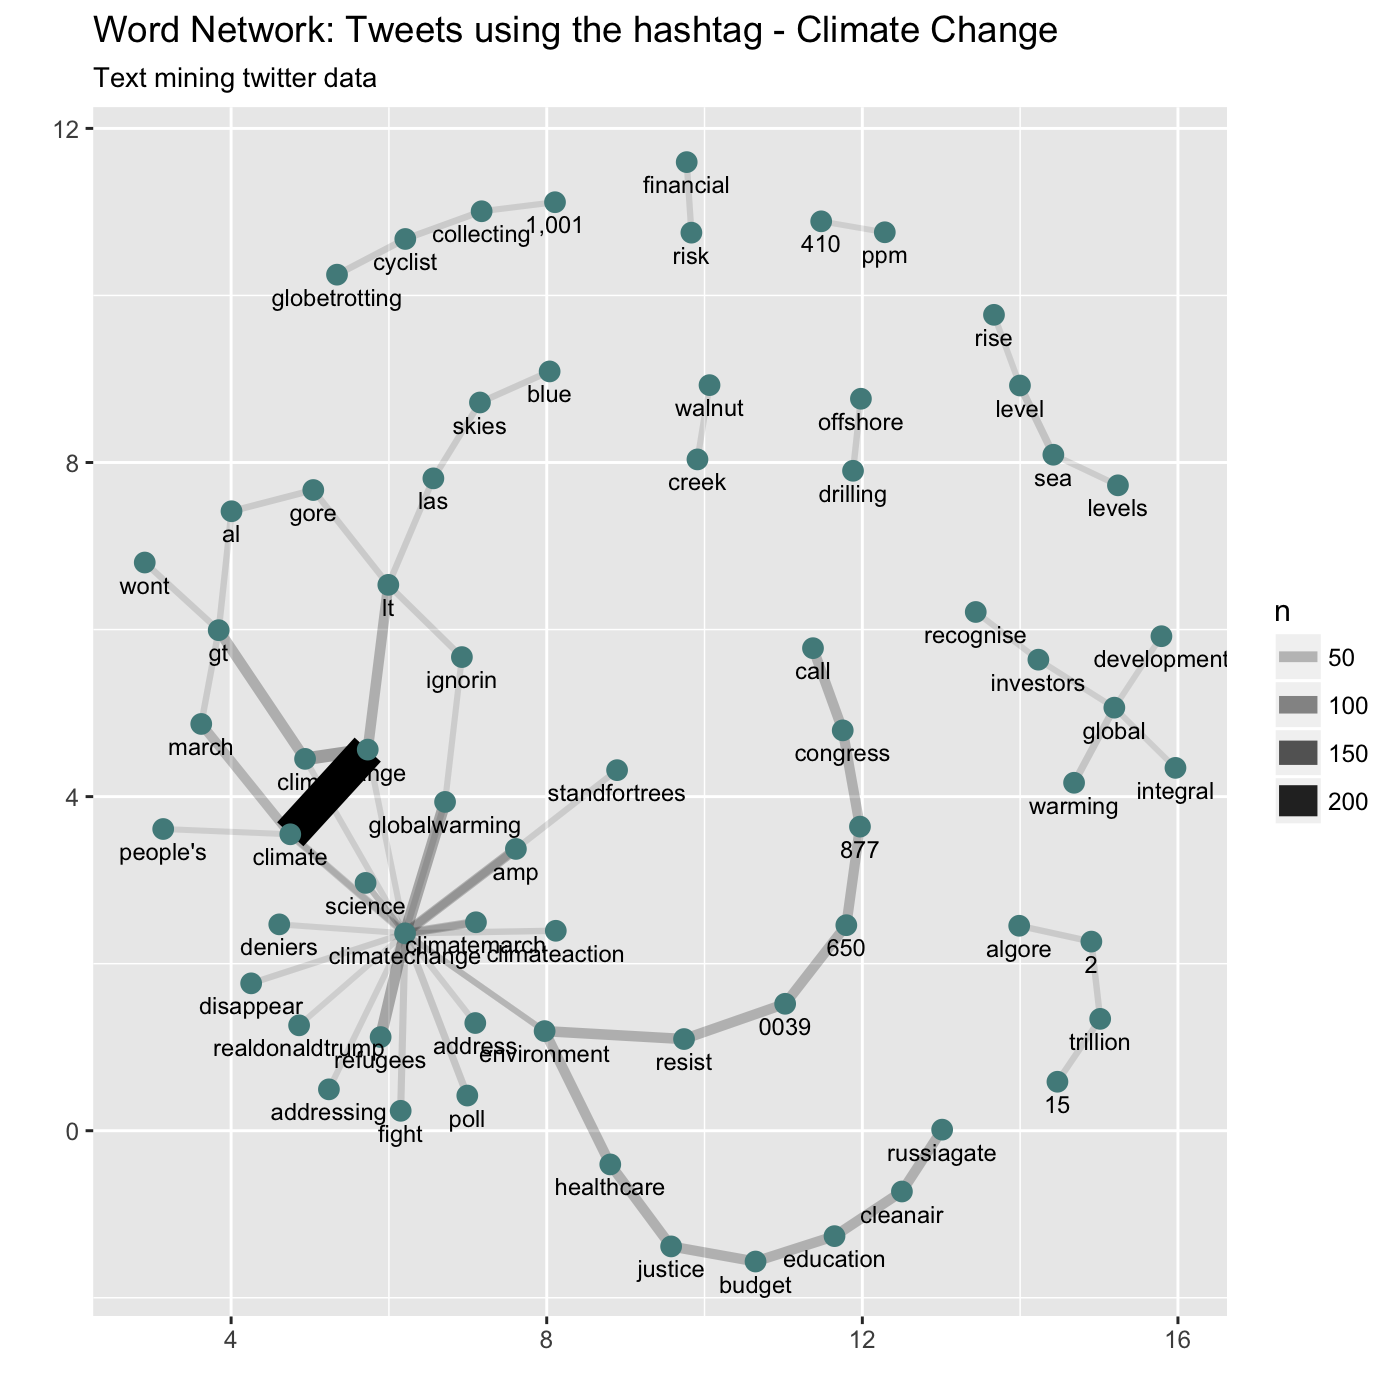 Word Network: Tweets using the hashtag - Climate Change
Text mining twitter data
12
8
4
0
4
8
12
16
financial
1,001
collecting
cyclist
globetrotting
risk
410
ppm
rise
blue
skies
walnut
offshore
level
creek
drilling
sea
levels
las
gore
al
wont
lt
gt
ignorin
recognise
development
investors
call
global
march
congress
warming
integral
standfortrees
globalwarming
people's
climate
877
amp
science
deniers
climatemarch
climatechange
climateaction
650
algore
2
disappear
realdonaldtrump
refugees
address
environment
resist
0039
trillion
15
addressing
fight
poll
russiagate
healthcare
cleanair
justice
budget
education
n
50
100
150
200